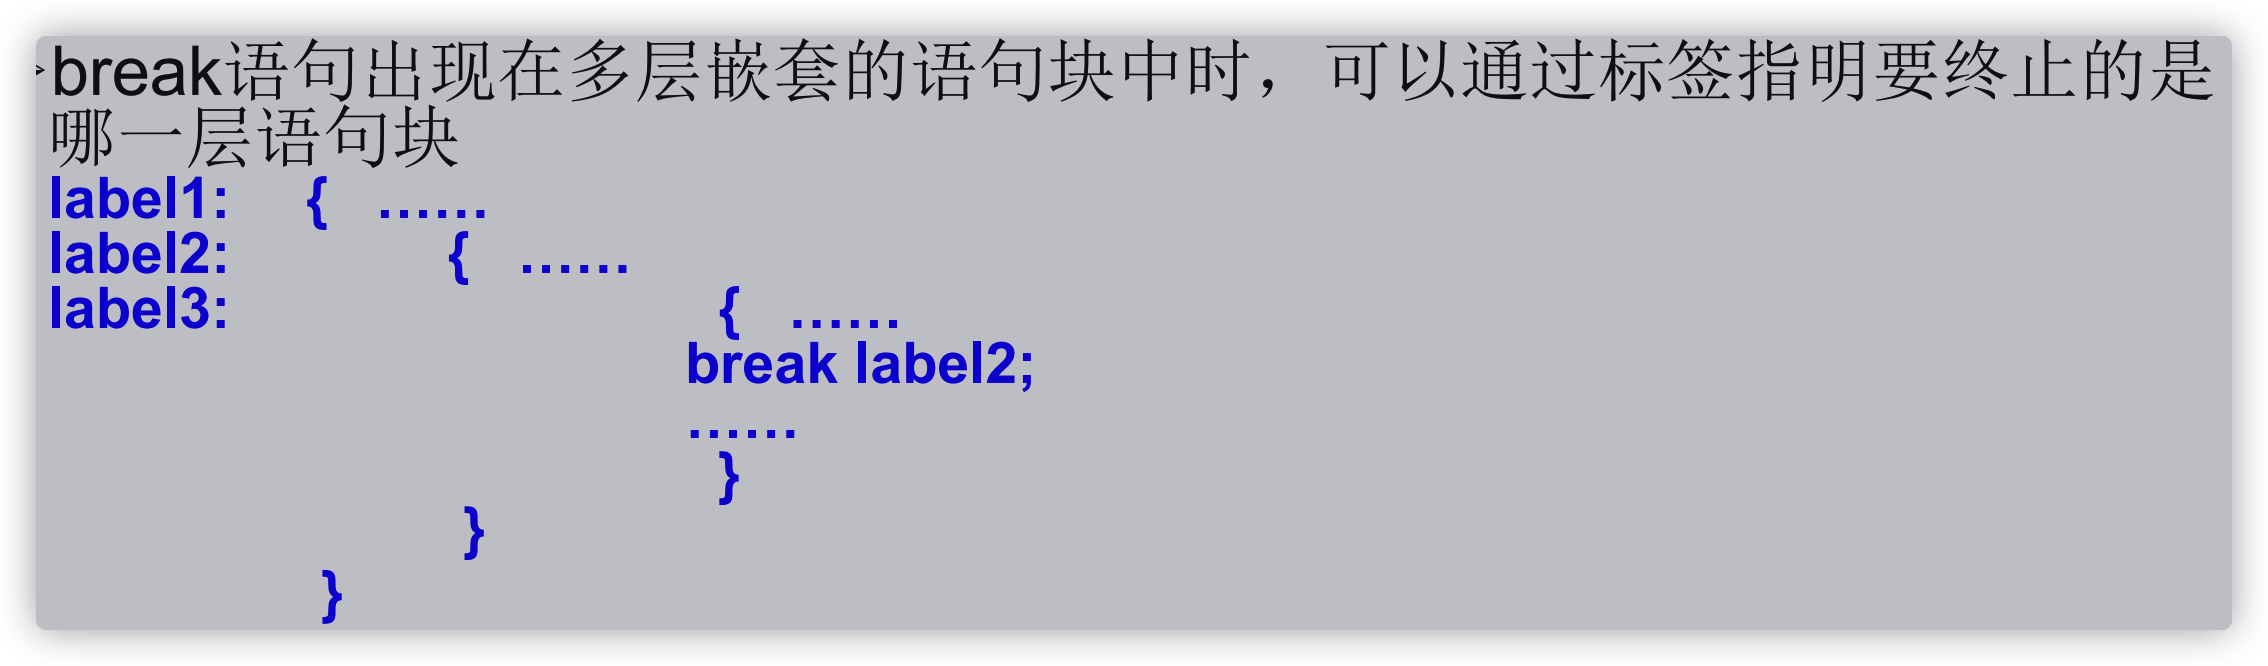 ➢break语句出现在多层嵌套的语句块中时，可以通过标签指明要终止的是
哪一层语句块
label1: { ……
label2: { ……
label3: { ……
break label2;
……
}
}
}